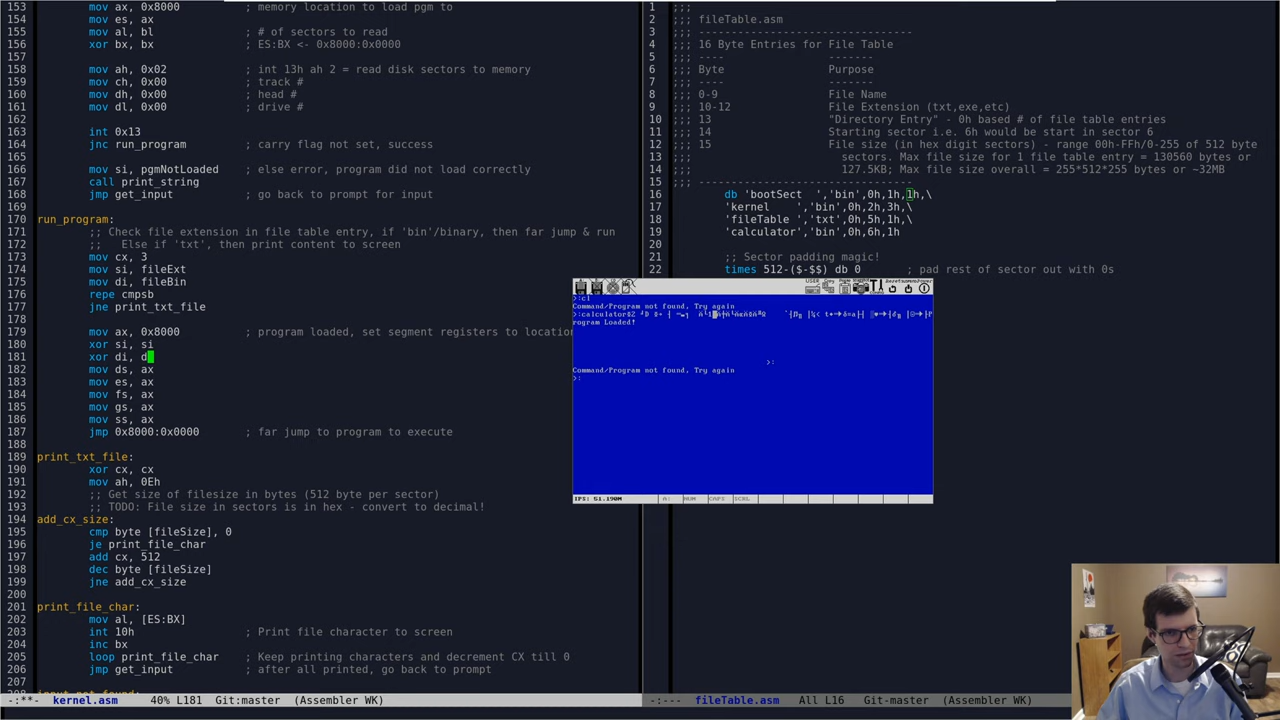 153 mov ax, 0x8000 ; memory location to load pgm to
154 mov es, ax
155 mov al, bl ; # of sectors to read
156 xor bx, bx ; ES:BX <- 0x8000:0x0000
157
158 mov ah, 0x02 ; int 13h ah 2 = read disk sectors to memory
159 mov ch, 0x00 ; track #
160 mov dh, 0x00 ; head #
161 mov dl, 0x00 ; drive #
162
163 int 0x13
164 jnc run_program ; carry flag not set, success
165
166 mov si, pgmNotLoaded ; else error, program did not load correctly
167 call print_string
168 jmp get_input ; go back to prompt for input
169
170 run_program:
171 ;; Check file extension in file table entry, if 'bin'/binary, then far jump & run
172 ;; Else if 'txt', then print content to screen
173 mov cx, 3
174 mov si, fileExt
175 mov di, fileBin
176 repe cmpsb
177 jne print_txt_file
178
179 mov ax, 0x8000 ; program loaded, set segment registers to location
180 xor si, si
181 xor di, d
182 mov ds, ax
183 mov es, ax
184 mov fs, ax
185 mov gs, ax
186 mov ss, ax
187 jmp 0x8000:0x0000 ; far jump to program to execute
188
189 print_txt_file:
190 xor cx, cx
191 mov ah, 0Eh
192 ;; Get size of filesize in bytes (512 byte per sector)
193 ;; TODO: File size in sectors is in hex - convert to decimal!
194 add_cx_size:
195 cmp byte [fileSize], 0
196 je print_file_char
197 add cx, 512
198 dec byte [fileSize]
199 jne add_cx_size
200
201 print_file_char:
202 mov al, [ES:BX]
203 int 10h ; Print file character to screen
204 inc bx
205 loop print_file_char ; Keep printing characters and decrement CX till 0
206 jmp get_input ; after all printed, go back to prompt
207
-:**- kernel.asm 40% L181 Git:master (Assembler WK)
1 ;;;
2 ;;; fileTable.asm
3 ;;; ---------------------------------
4 ;;; 16 Byte Entries for File Table
5 ;;; ---- -------
6 ;;; Byte Purpose
7 ;;; ---- -------
8 ;;; 0-9 File Name
9 ;;; 10-12 File Extension (txt,exe,etc)
10 ;;; 13 "Directory Entry" - 0h based # of file table entries
11 ;;; 14 Starting sector i.e. 6h would be start in sector 6
12 ;;; 15 File size (in hex digit sectors) - range 00h-FFh/0-255 of 512 byte
13 ;;; sectors. Max file size for 1 file table entry = 130560 bytes or
14 ;;; 127.5KB; Max file size overall = 255*512*255 bytes or ~32MB
15 ;;; ---------------------------------
16 db 'bootSect ','bin',0h,1h,1h,\
17 'kernel ','bin',0h,2h,3h,\
18 'fileTable ','txt',0h,5h,1h,\
19 'calculator','bin',0h,6h,1h
20
21 ;; Sector padding magic!
22 times 512-($-$$) db 0 ; pad rest of sector out with 0s
USER
>:cl
Command/Program not found, Try again
>:calculator
rogram Loaded!
>:
Command/Program not found, Try again
>:
IPS: 51.190M A: NUM CAPS SCRL
-:--- fileTable.asm All L16 Git-master (Assembler WK)